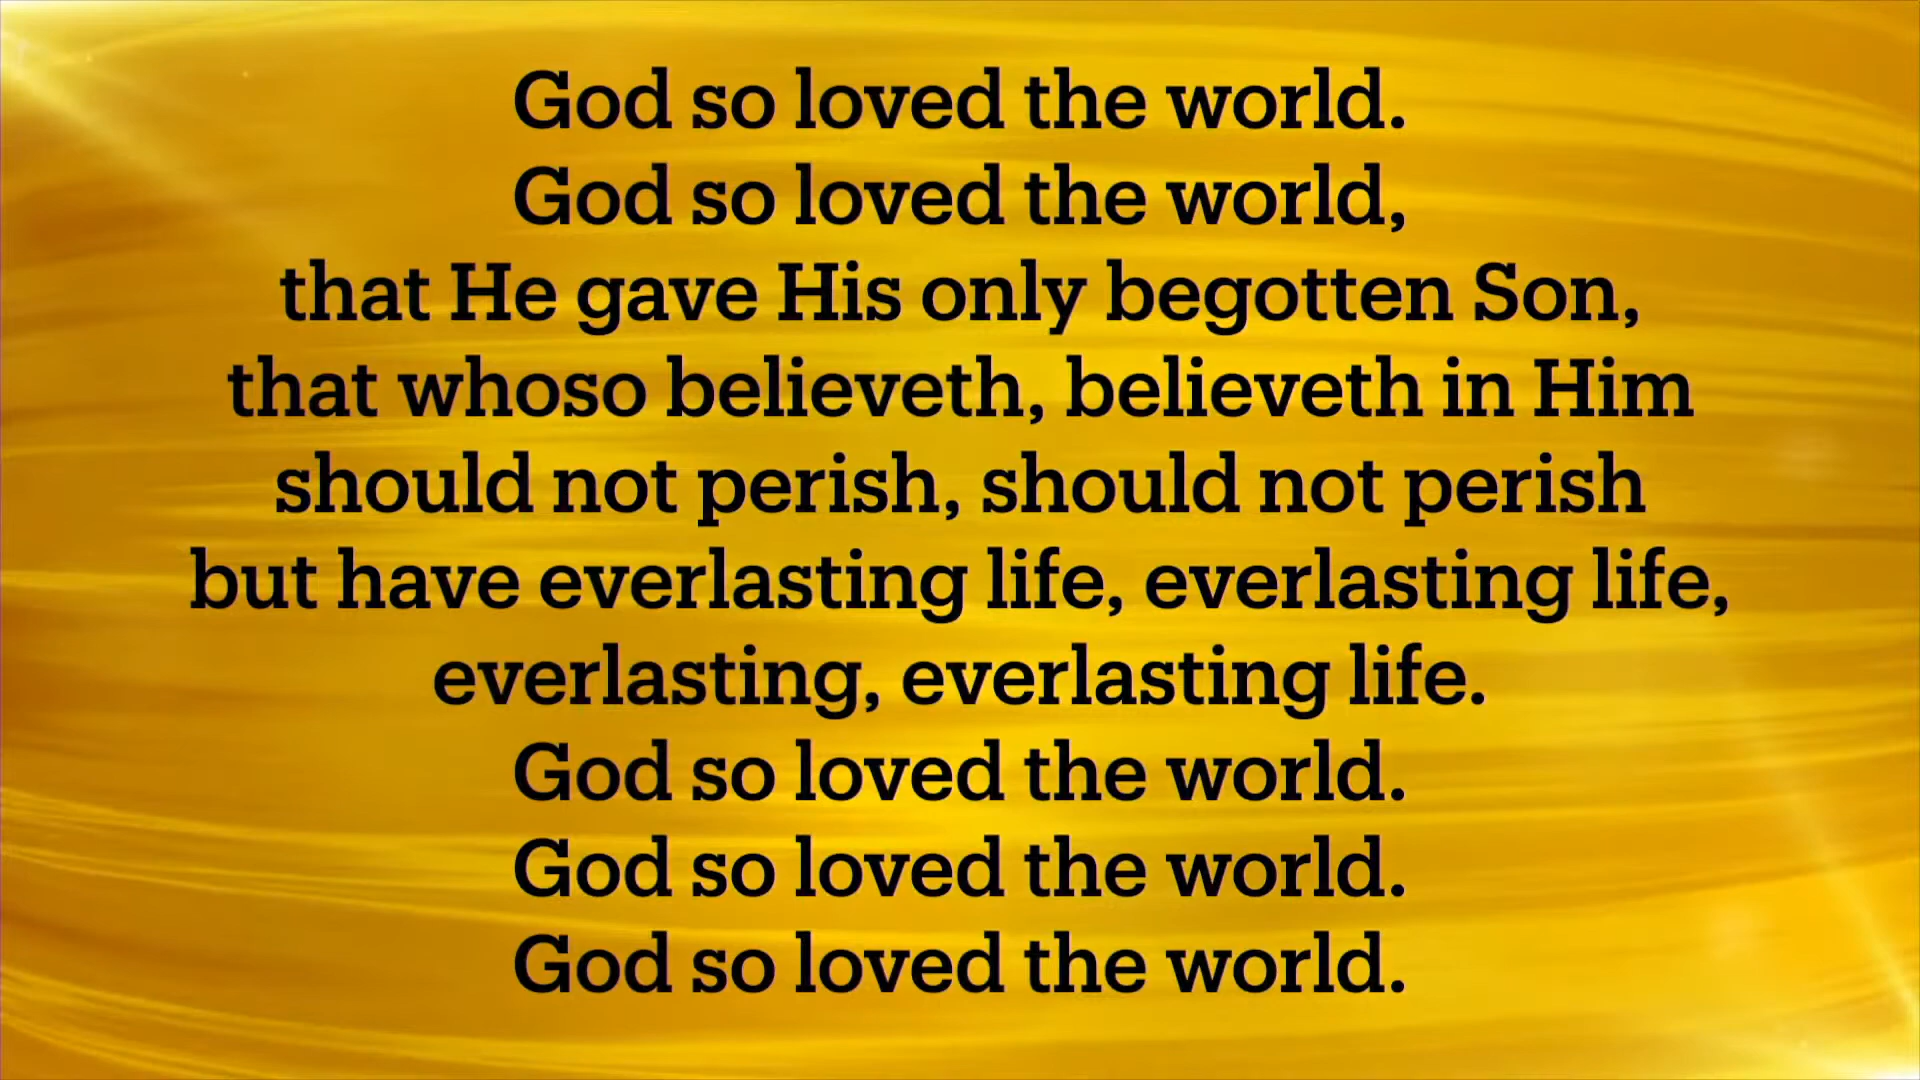 God so loved the world.
God so loved the world,
that He gave His only begotten Son,
that whoso believeth, believeth in Him
should not perish, should not perish
but have everlasting life, everlasting life,
everlasting, everlasting life.
God so loved the world.
God so loved the world.
God so loved the world.